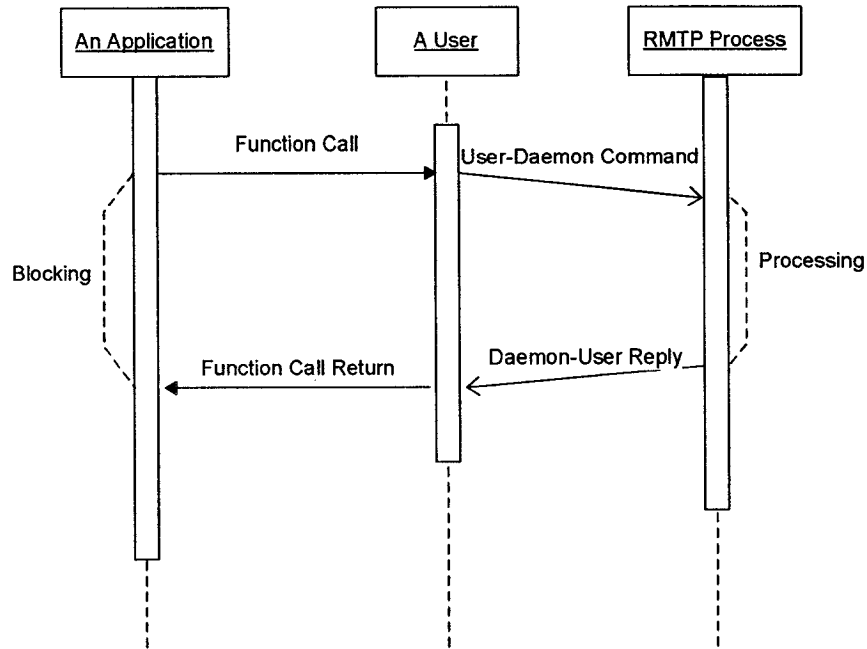 An Application
A User
RMTP Process
Function Call
User-Daemon Command
Blocking
Processing
Daemon-User Reply
Function Call Return